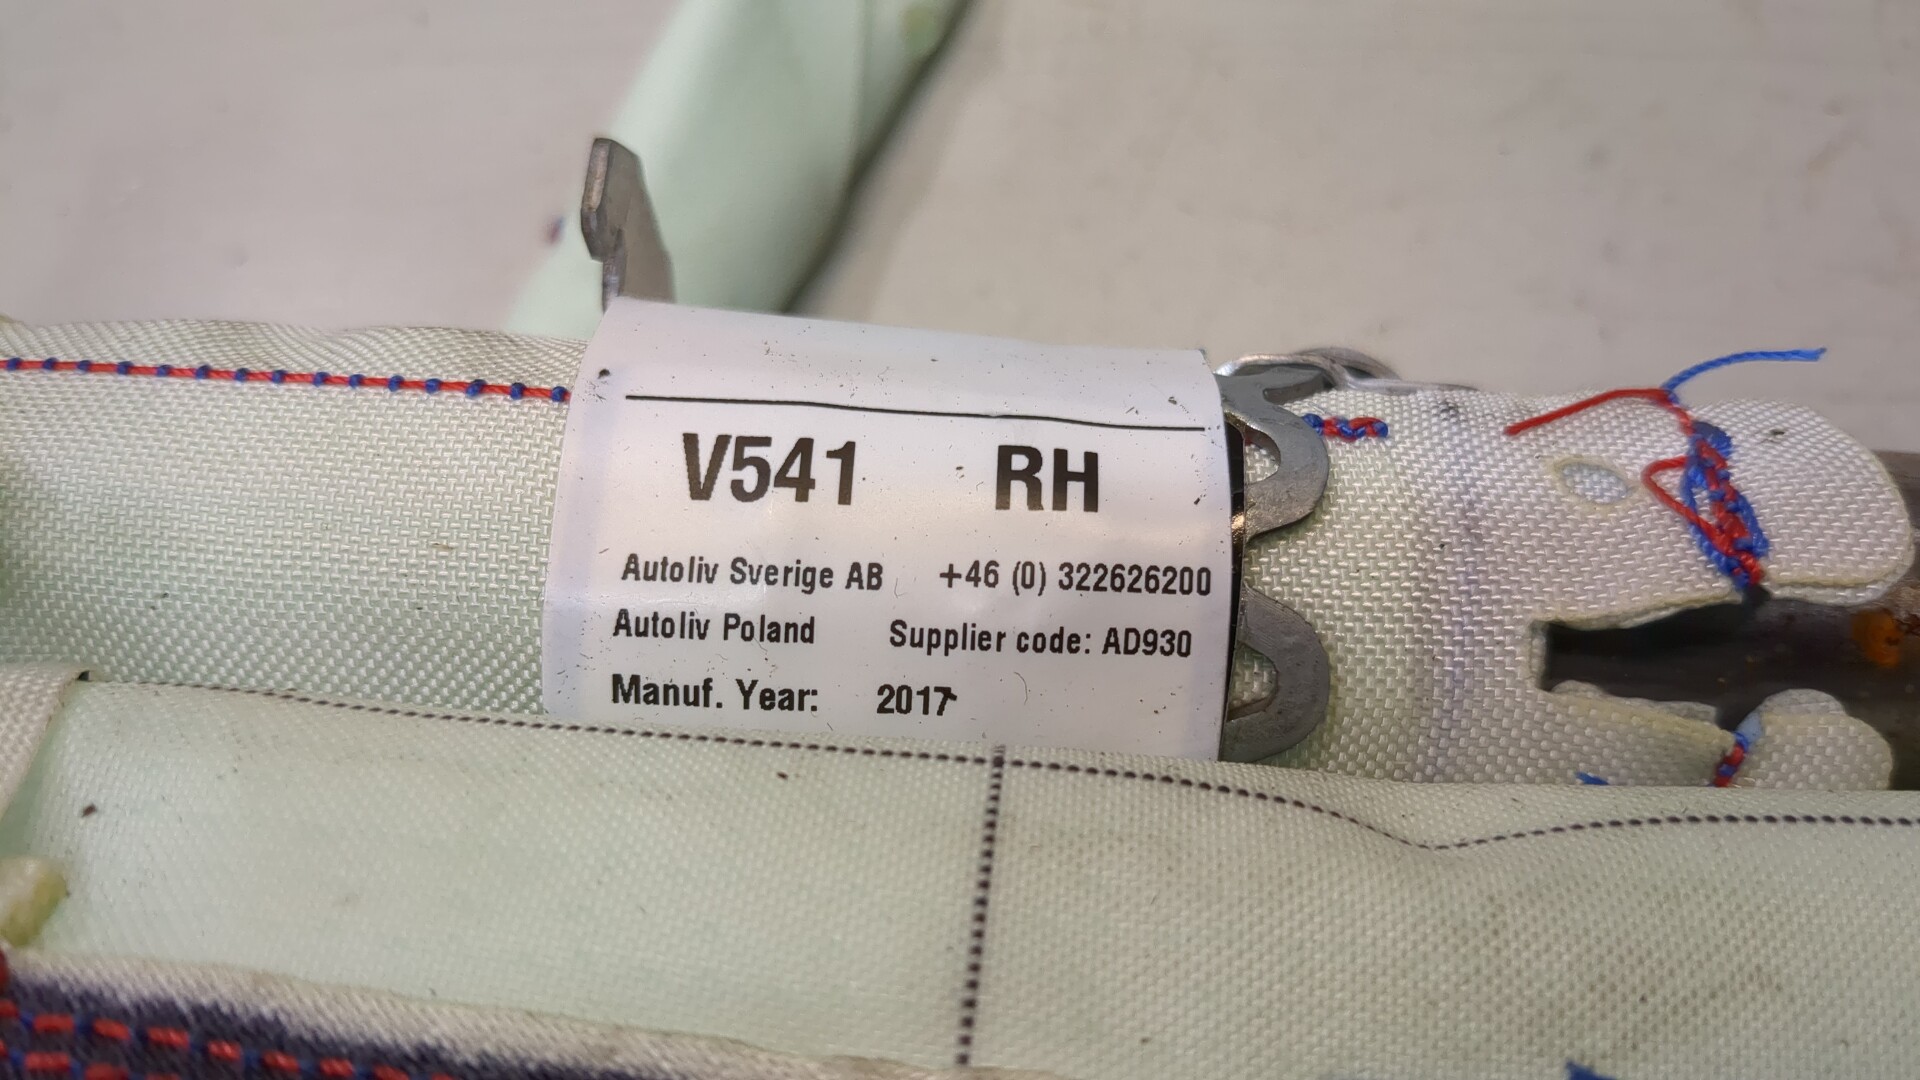 V541 RH
Autoliv Sverige AB +46 (0) 322626200
Autoliv Poland Supplier code: AD930
Manuf. Year: 2017